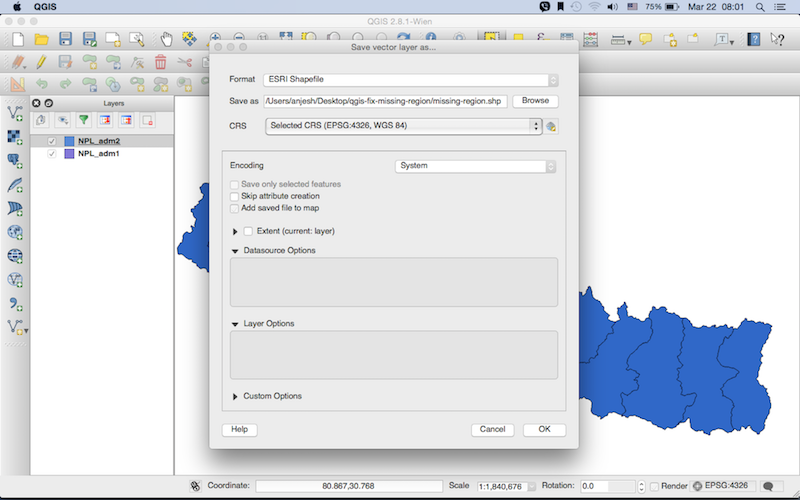 QGIS 75% Mar 22 08:01
QGIS 2.8.1-Wien
Save vector layer as...
Format ESRI Shapefile
Save as /Users/anjesh/Desktop/qgis-fix-missing-region/missing-region.shp Browse
CRS Selected CRS (EPSG:4326, WGS 84)
Layers
NPL_adm2
NPL_adm1
Encoding System
Save only selected features
Skip attribute creation
Add saved file to map
Extent (current: layer)
Datasource Options
Layer Options
Custom Options
Help Cancel OK
Coordinate: 80.867,30.768 Scale 1:1,840,676 Rotation: 0.0 Render EPSG:4326